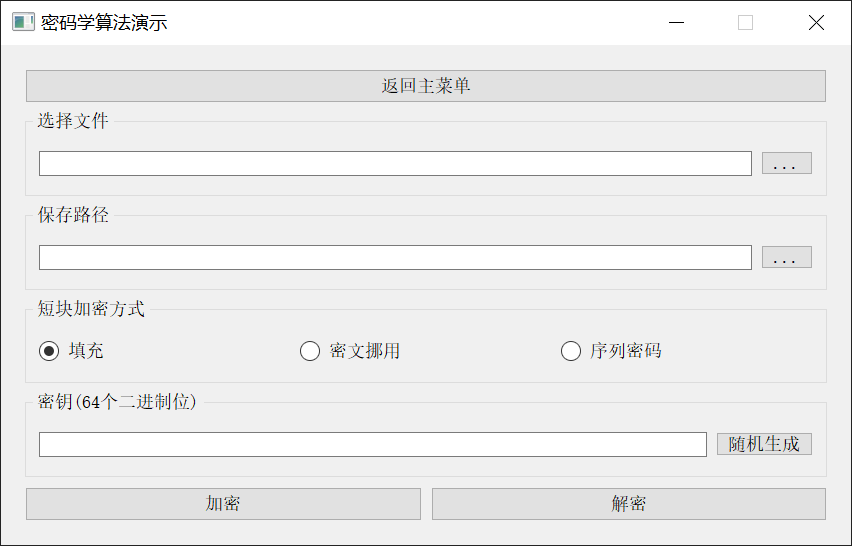 密码学算法演示
返回主菜单
选择文件
...
保存路径
...
短块加密方式
填充 密文挪用 序列密码
密钥(64个二进制位)
随机生成
加密 解密